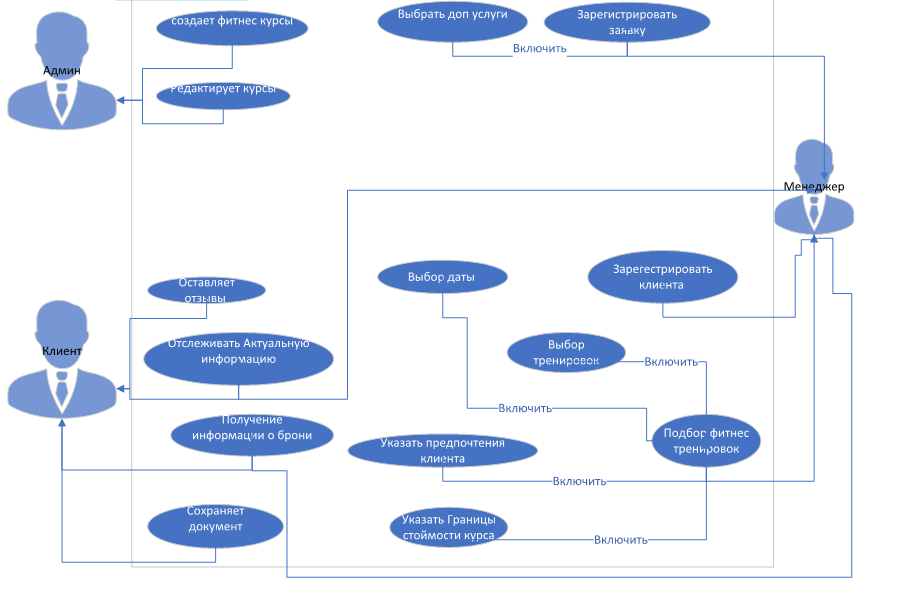 создает фитнес курсы
Выбрать доп услуги
Зарегистрировать
заявку
Включить
Админ
Редактирует курсы
Менеджер
Оставляет
отзывы
Выбор даты
Зарегестрировать
клиента
Клиент
Отслеживать Актуальную
информацию
Выбор
тренировок
Включить
Включить
Получение
информации о брони
Указать предпочтения
клиента
Подбор фитнес
тренировок
Включить
Сохраняет
документ
Указать Границы
стоймости курса
Включить